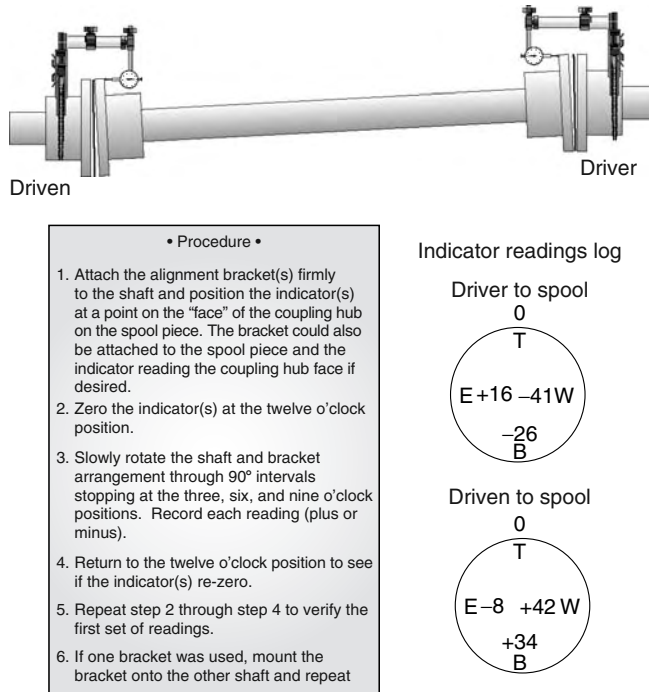 Driven
Driver
• Procedure •
1. Attach the alignment bracket(s) firmly
to the shaft and position the indicator(s)
at a point on the “face” of the coupling hub
on the spool piece. The bracket could also
be attached to the spool piece and the
indicator reading the coupling hub face if
desired.
2. Zero the indicator(s) at the twelve o’clock
position.
3. Slowly rotate the shaft and bracket
arrangement through 90° intervals
stopping at the three, six, and nine o’clock
positions. Record each reading (plus or
minus).
4. Return to the twelve o’clock position to see
if the indicator(s) re-zero.
5. Repeat step 2 through step 4 to verify the
first set of readings.
6. If one bracket was used, mount the
bracket onto the other shaft and repeat
Indicator readings log
Driver to spool
0
T
E +16 −41 W
−26
B
Driven to spool
0
T
E −8 +42 W
+34
B